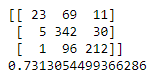 [[ 23  69  11]
 [  5 342  30]
 [  1  96 212]]
0.7313054499366286